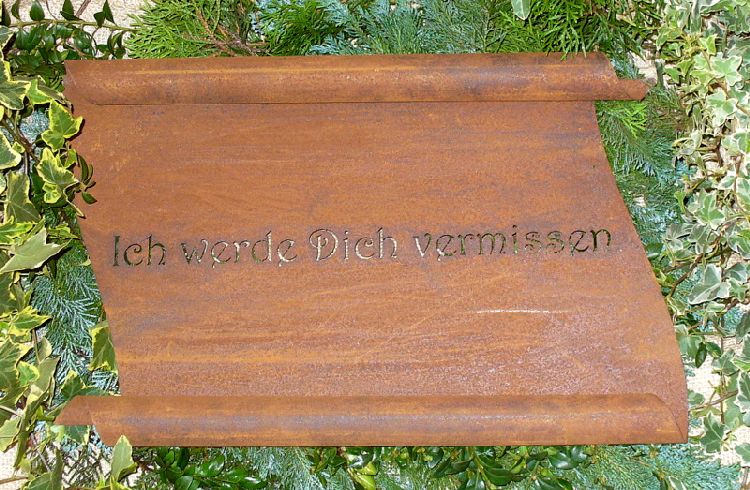 Ich werde Dich vermissen.